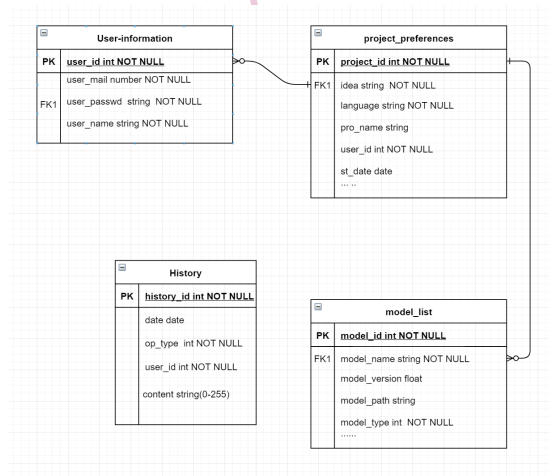 User-information
PK user_id int NOT NULL
user_mail number NOT NULL
FK1 user_passwd string NOT NULL
user_name string NOT NULL
project_preferences
PK project_id int NOT NULL
FK1 idea string NOT NULL
language string NOT NULL
pro_name string
user_id int NOT NULL
st_date date
... ..
History
PK history_id int NOT NULL
date date
op_type int NOT NULL
user_id int NOT NULL
content string(0-255)
model_list
PK model_id int NOT NULL
FK1 model_name string NOT NULL
model_version float
model_path string
model_type int NOT NULL
......